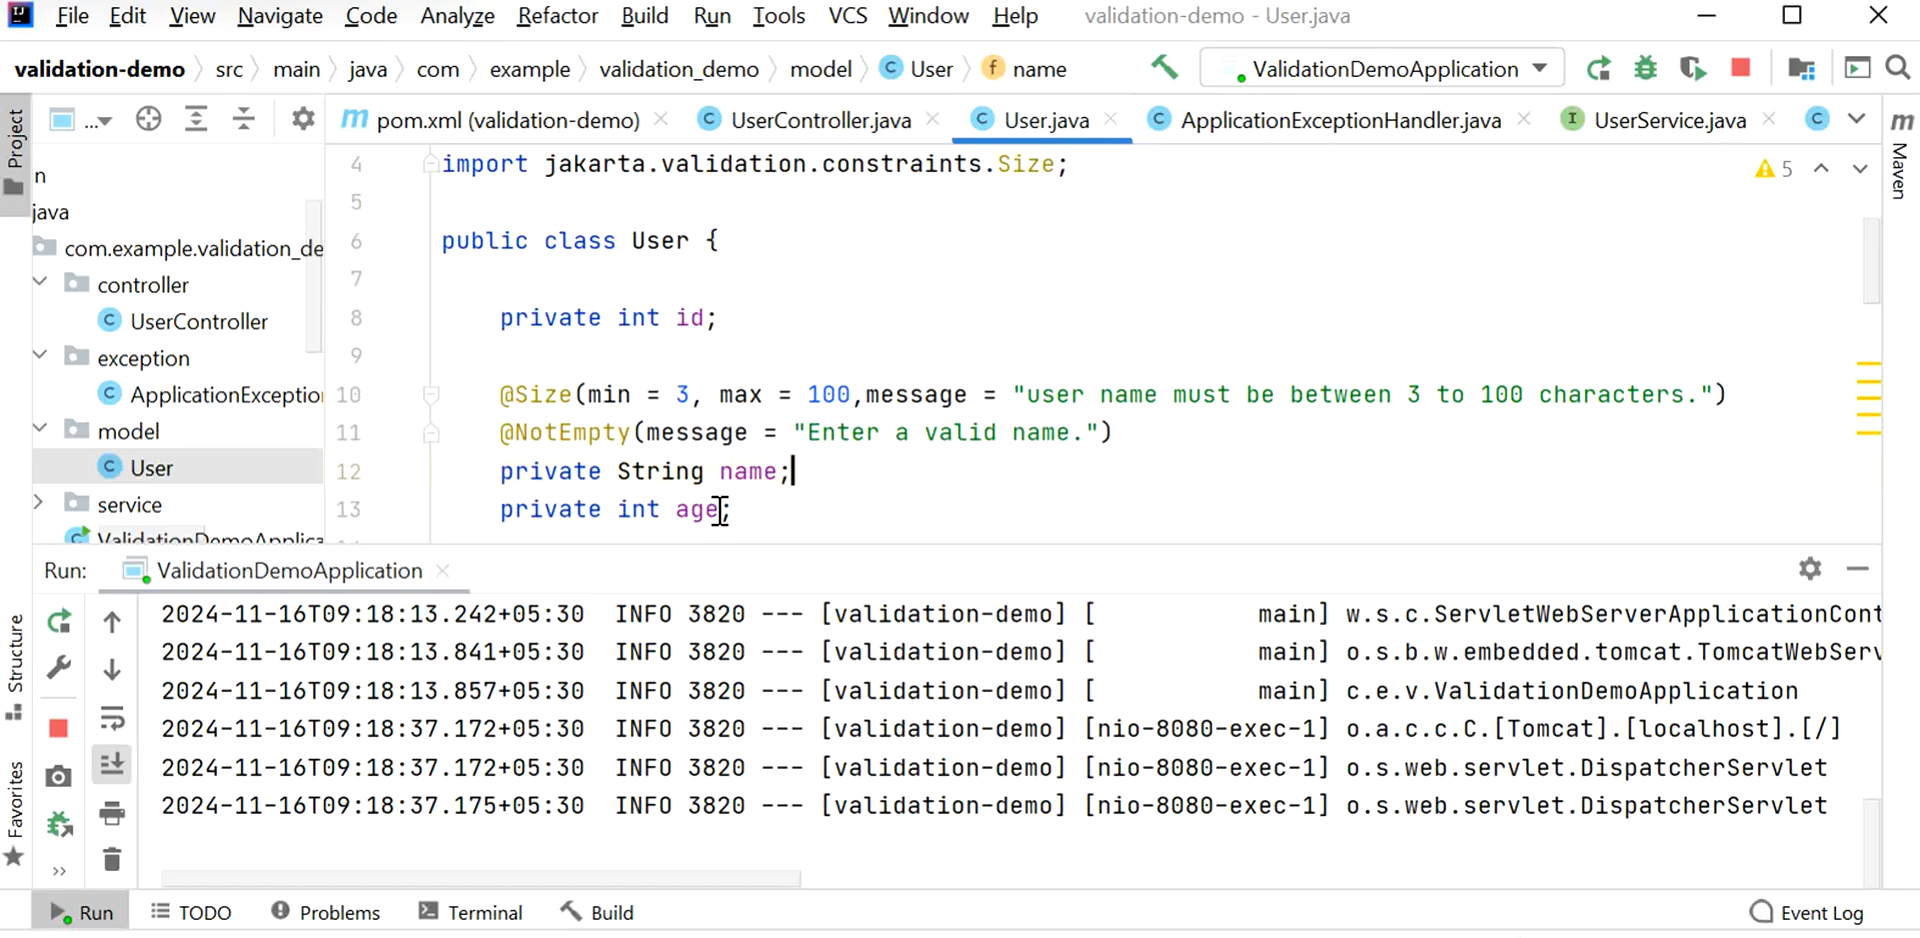 File Edit View Navigate Code Analyze Refactor Build Run Tools VCS Window Help validation-demo - User.java
validation-demo src main java com example validation_demo model User name ValidationDemoApplication
pom.xml (validation-demo) UserController.java User.java ApplicationExceptionHandler.java UserService.java
Project
Maven
n
java
com.example.validation_de
controller
UserController
exception
ApplicationExceptio
model
User
service
ValidationDemoApplica
5
4 import jakarta.validation.constraints.Size;
5
6 public class User {
7
8 private int id;
9
10 @Size(min = 3, max = 100,message = "user name must be between 3 to 100 characters.")
11 @NotEmpty(message = "Enter a valid name.")
12 private String name;
13 private int age;
Run: ValidationDemoApplication
Structure
Favorites
2024-11-16T09:18:13.242+05:30 INFO 3820 --- [validation-demo] [ main] w.s.c.ServletWebServerApplicationCont
2024-11-16T09:18:13.841+05:30 INFO 3820 --- [validation-demo] [ main] o.s.b.w.embedded.tomcat.TomcatWebServ
2024-11-16T09:18:13.857+05:30 INFO 3820 --- [validation-demo] [ main] c.e.v.ValidationDemoApplication
2024-11-16T09:18:37.172+05:30 INFO 3820 --- [validation-demo] [nio-8080-exec-1] o.a.c.c.C.[Tomcat].[localhost].[/]
2024-11-16T09:18:37.172+05:30 INFO 3820 --- [validation-demo] [nio-8080-exec-1] o.s.web.servlet.DispatcherServlet
2024-11-16T09:18:37.175+05:30 INFO 3820 --- [validation-demo] [nio-8080-exec-1] o.s.web.servlet.DispatcherServlet
Run TODO Problems Terminal Build Event Log